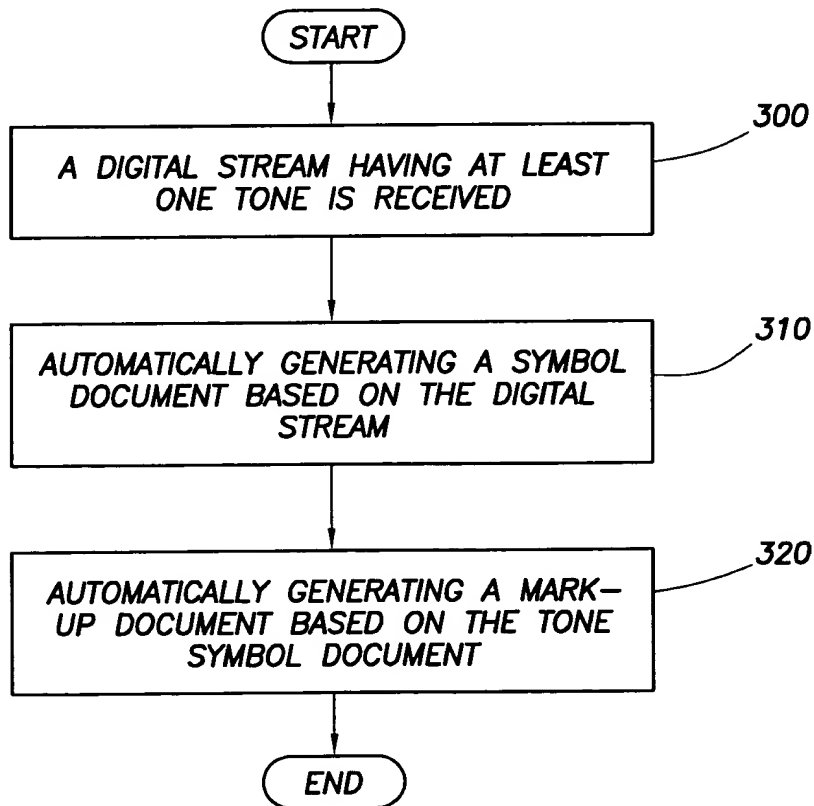 START
300
A DIGITAL STREAM HAVING AT LEAST
ONE TONE IS RECEIVED
310
AUTOMATICALLY GENERATING A SYMBOL
DOCUMENT BASED ON THE DIGITAL
STREAM
320
AUTOMATICALLY GENERATING A MARK-
UP DOCUMENT BASED ON THE TONE
SYMBOL DOCUMENT
END